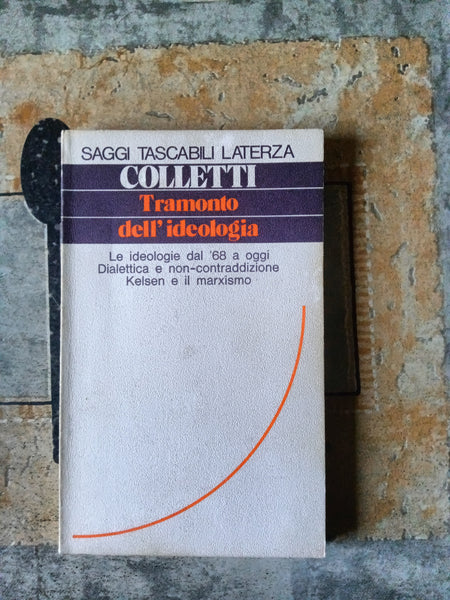 SAGGI TASCABILI LATERZA
COLLETTI
Tramonto
dell'ideologia
Le ideologie dal '68 a oggi
Dialettica e non-contraddizione
Kelsen e il marxismo